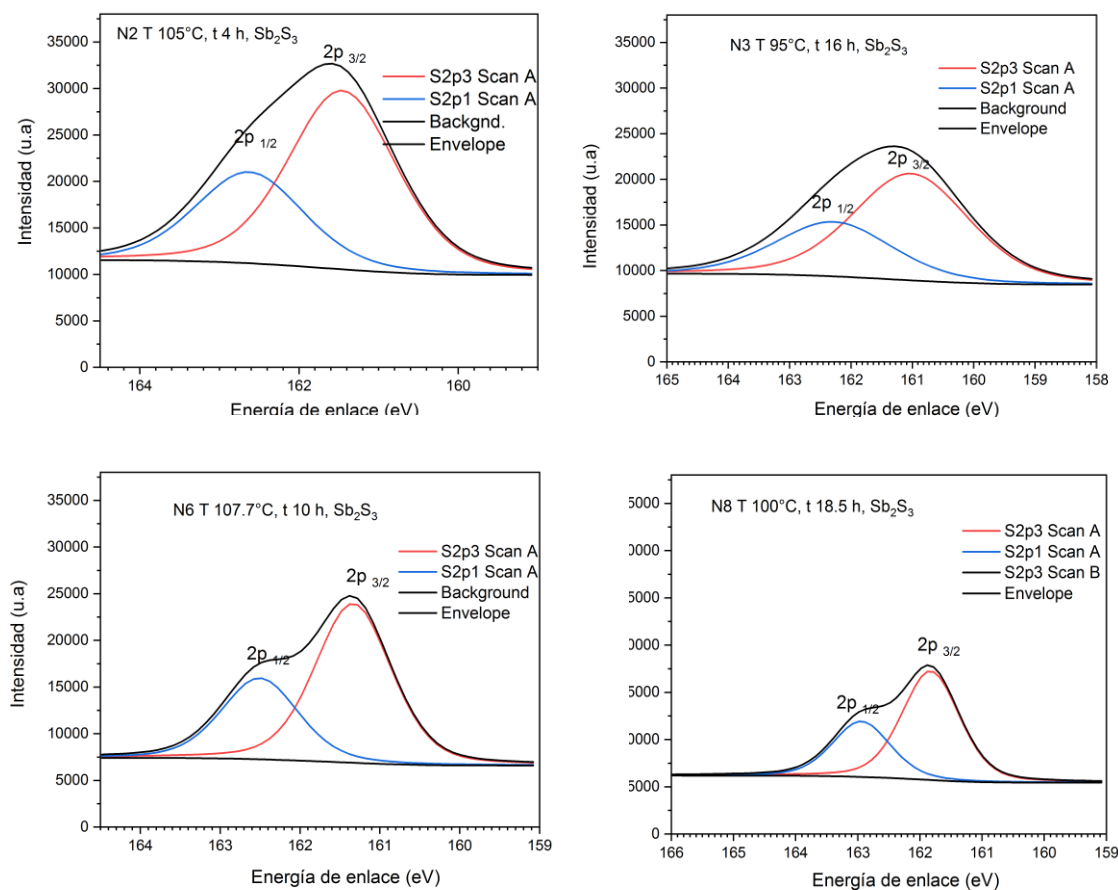 N2 T 105°C, t 4 h, Sb₂S₃
2p 3/2
2p 1/2
S2p3 Scan A
S2p1 Scan A
Backgnd.
Envelope
Intensidad (u.a)
35000
30000
25000
20000
15000
10000
5000
0
164
162
160
Energía de enlace (eV)
N3 T 95°C, t 16 h, Sb₂S₃
S2p3 Scan A
S2p1 Scan A
Background
Envelope
2p 3/2
2p 1/2
Intensidad (u.a)
35000
30000
25000
20000
15000
10000
5000
0
165
164
163
162
161
160
159
158
Energía de enlace (eV)
N6 T 107.7°C, t 10 h, Sb₂S₃
S2p3 Scan A
S2p1 Scan A
Background
Envelope
2p 3/2
2p 1/2
Intensidad (u.a)
35000
30000
25000
20000
15000
10000
5000
0
164
163
162
161
160
159
Energía de enlace (eV)
N8 T 100°C, t 18.5 h, Sb₂S₃
S2p3 Scan A
S2p1 Scan A
S2p3 Scan B
Envelope
2p 3/2
2p 1/2
5000
0000
5000
0000
5000
0000
5000
0
166
165
164
163
162
161
160
159
Energía de enlace (eV)